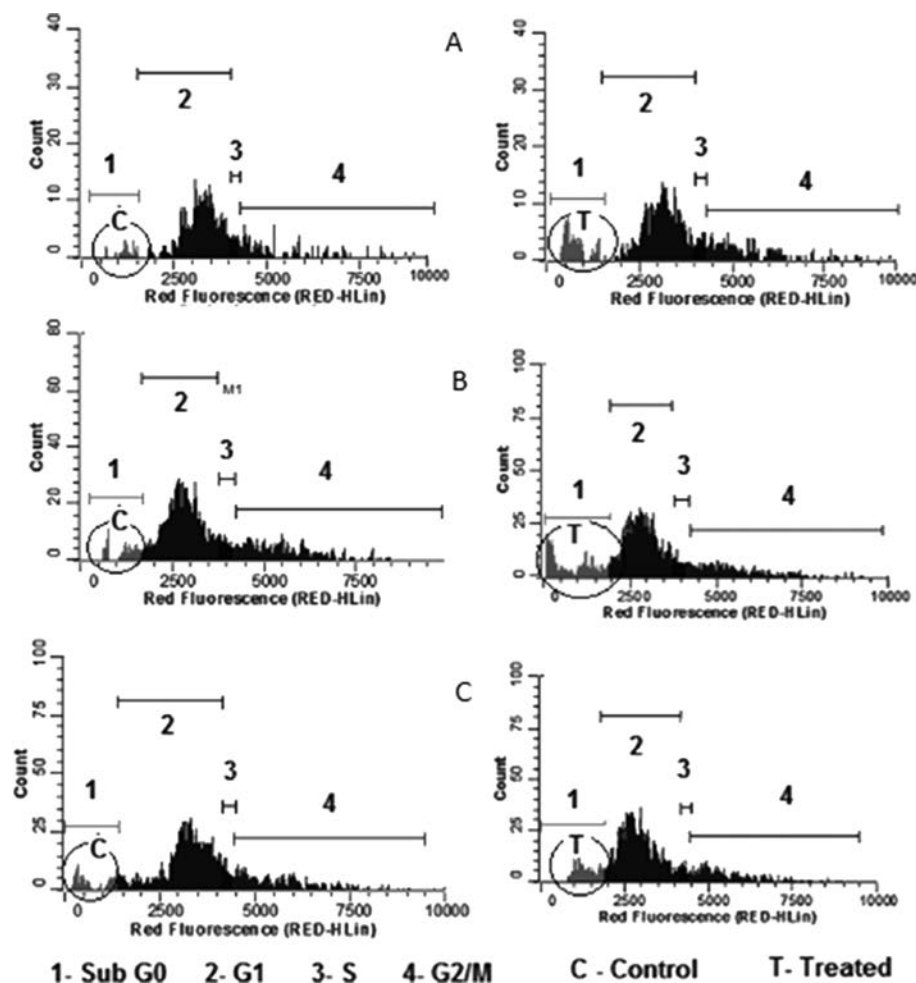 A
40
30
20
10
0
Count
1
2
3
4
Ċ
0 2500 5000 7500 10000
Red Fluorescence (RED-HLin)
40
30
20
10
0
Count
1
2
3
4
T
0 2500 5000 7500 10000
Red Fluorescence (RED-HLin)
B
80
60
40
20
0
Count
1
2
M1
3
4
Ċ
0 2500 5000 7500
Red Fluorescence (RED-HLin)
100
75
50
25
0
Count
1
2
3
4
T
0 2500 5000 7500 10000
Red Fluorescence (RED-HLin)
C
100
75
50
25
0
Count
1
2
3
4
Ċ
0 2500 5000 7500 10000
Red Fluorescence (RED-HLin)
100
75
50
25
0
Count
1
2
3
4
T
0 2500 5000 7500 10000
Red Fluorescence (RED-HLin)
1- Sub G0 2- G1 3- S 4- G2/M C - Control T- Treated